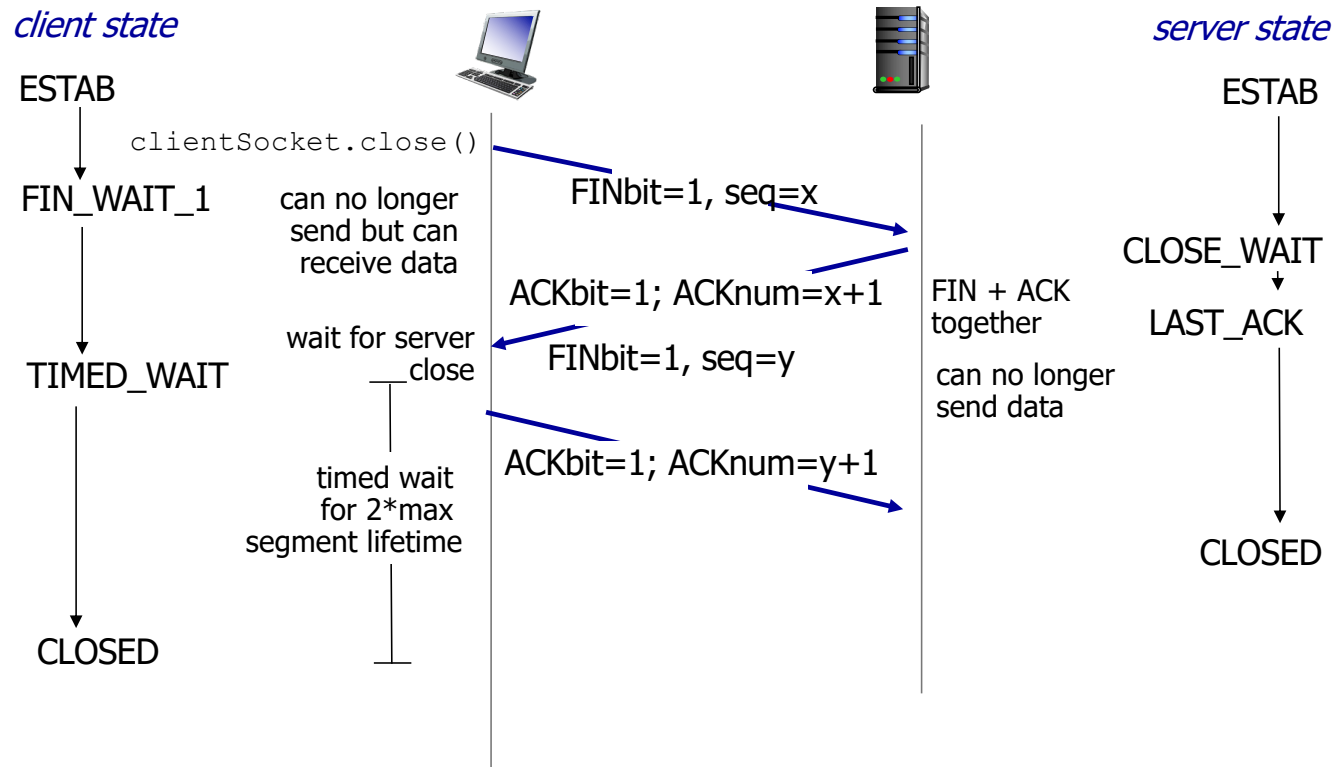 client state
server state
ESTAB
ESTAB
clientSocket.close()
FIN_WAIT_1
can no longer
send but can
receive data
FINbit=1, seq=x
CLOSE_WAIT
ACKbit=1; ACKnum=x+1
FIN + ACK
together
LAST_ACK
wait for server
close
FINbit=1, seq=y
TIMED_WAIT
can no longer
send data
ACKbit=1; ACKnum=y+1
timed wait
for 2*max
segment lifetime
CLOSED
CLOSED